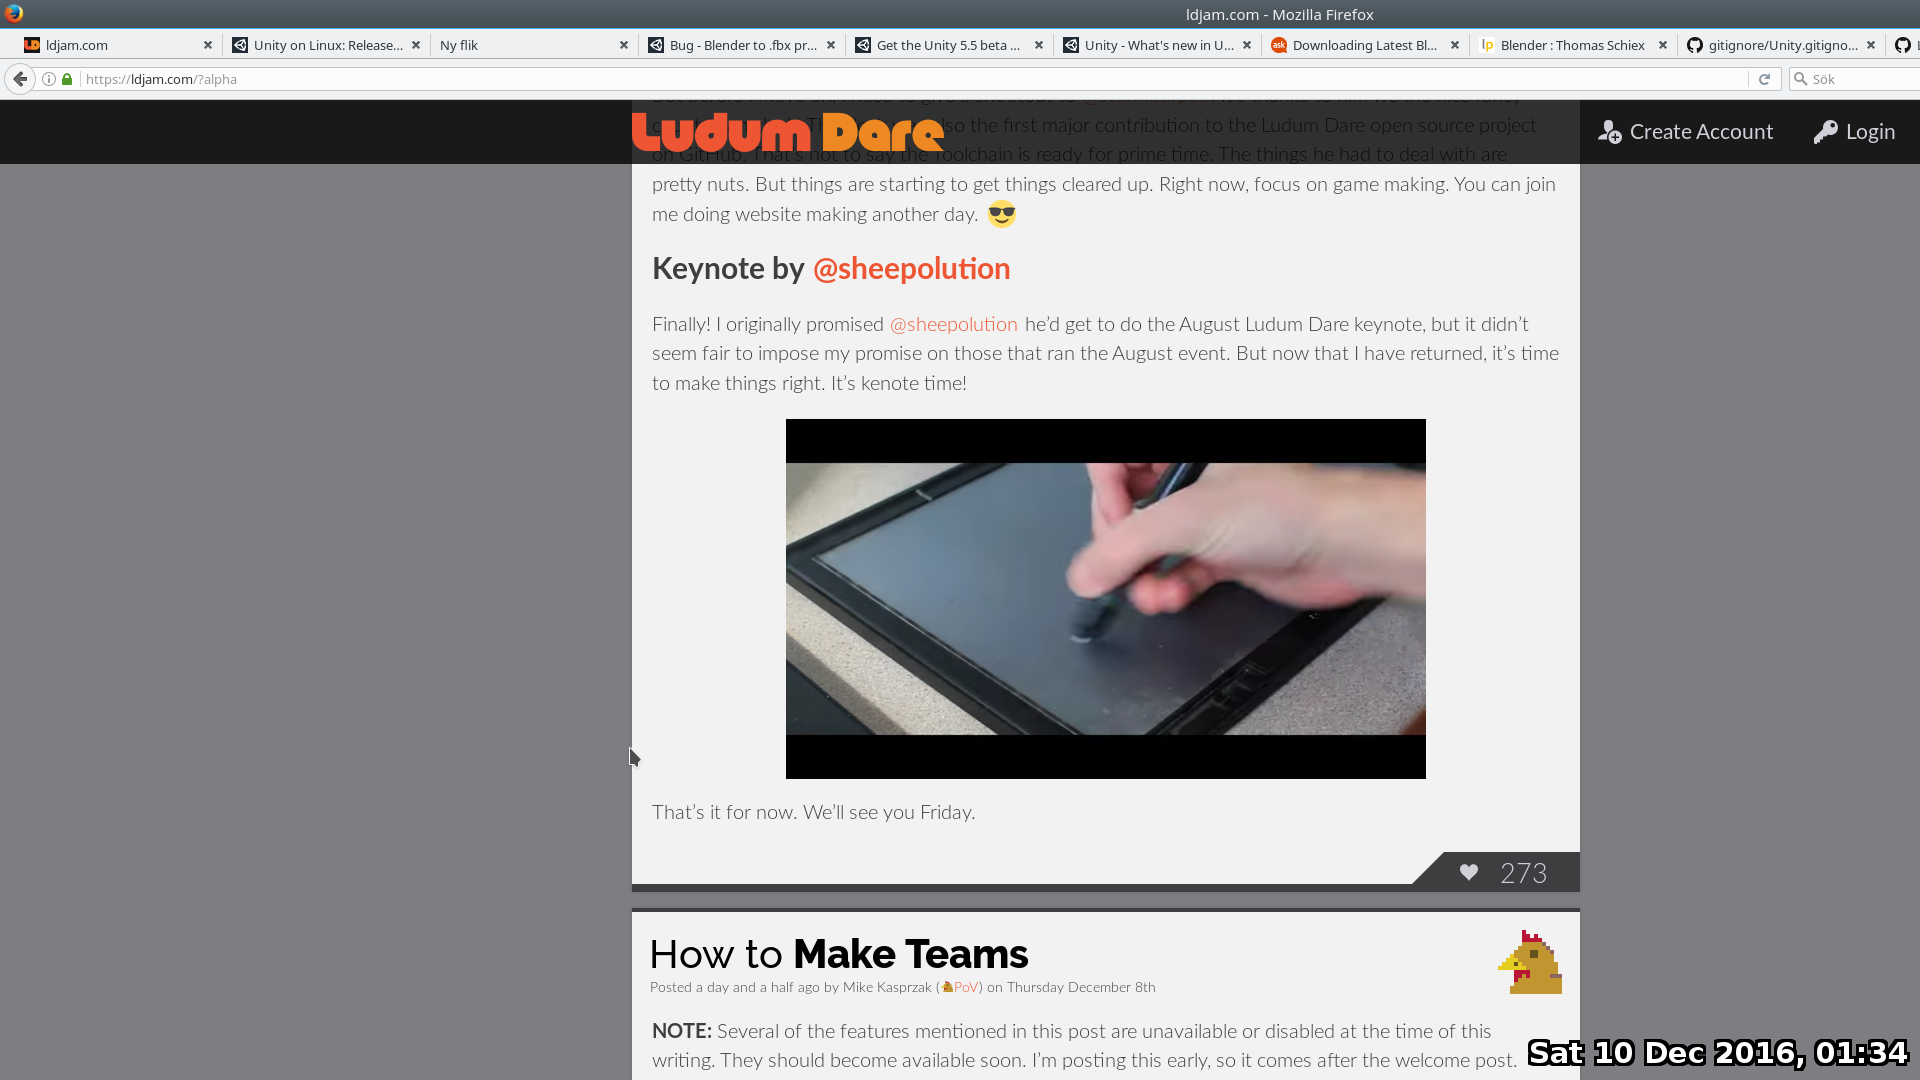 ldjam.com - Mozilla Firefox
ldjam.com
Unity on Linux: Release...
Ny flik
Bug - Blender to .fbx pr...
Get the Unity 5.5 beta ...
Unity - What's new in U...
Downloading Latest Bl...
Blender : Thomas Schiex
gitignore/Unity.gitigno...
https://ldjam.com/?alpha
Sök
Ludum Dare
Create Account
Login
also the first major contribution to the Ludum Dare open source project
on GitHub. That's not to say the Toolchain is ready for prime time. The things he had to deal with are
pretty nuts. But things are starting to get things cleared up. Right now, focus on game making. You can join
me doing website making another day. 😎
Keynote by @sheepolution
Finally! I originally promised @sheepolution he’d get to do the August Ludum Dare keynote, but it didn’t
seem fair to impose my promise on those that ran the August event. But now that I have returned, it’s time
to make things right. It’s kenote time!
That’s it for now. We’ll see you Friday.
273
How to Make Teams
Posted a day and a half ago by Mike Kasprzak (PoV) on Thursday December 8th
NOTE: Several of the features mentioned in this post are unavailable or disabled at the time of this
writing. They should become available soon. I’m posting this early, so it comes after the welcome post.
Sat 10 Dec 2016, 01:34